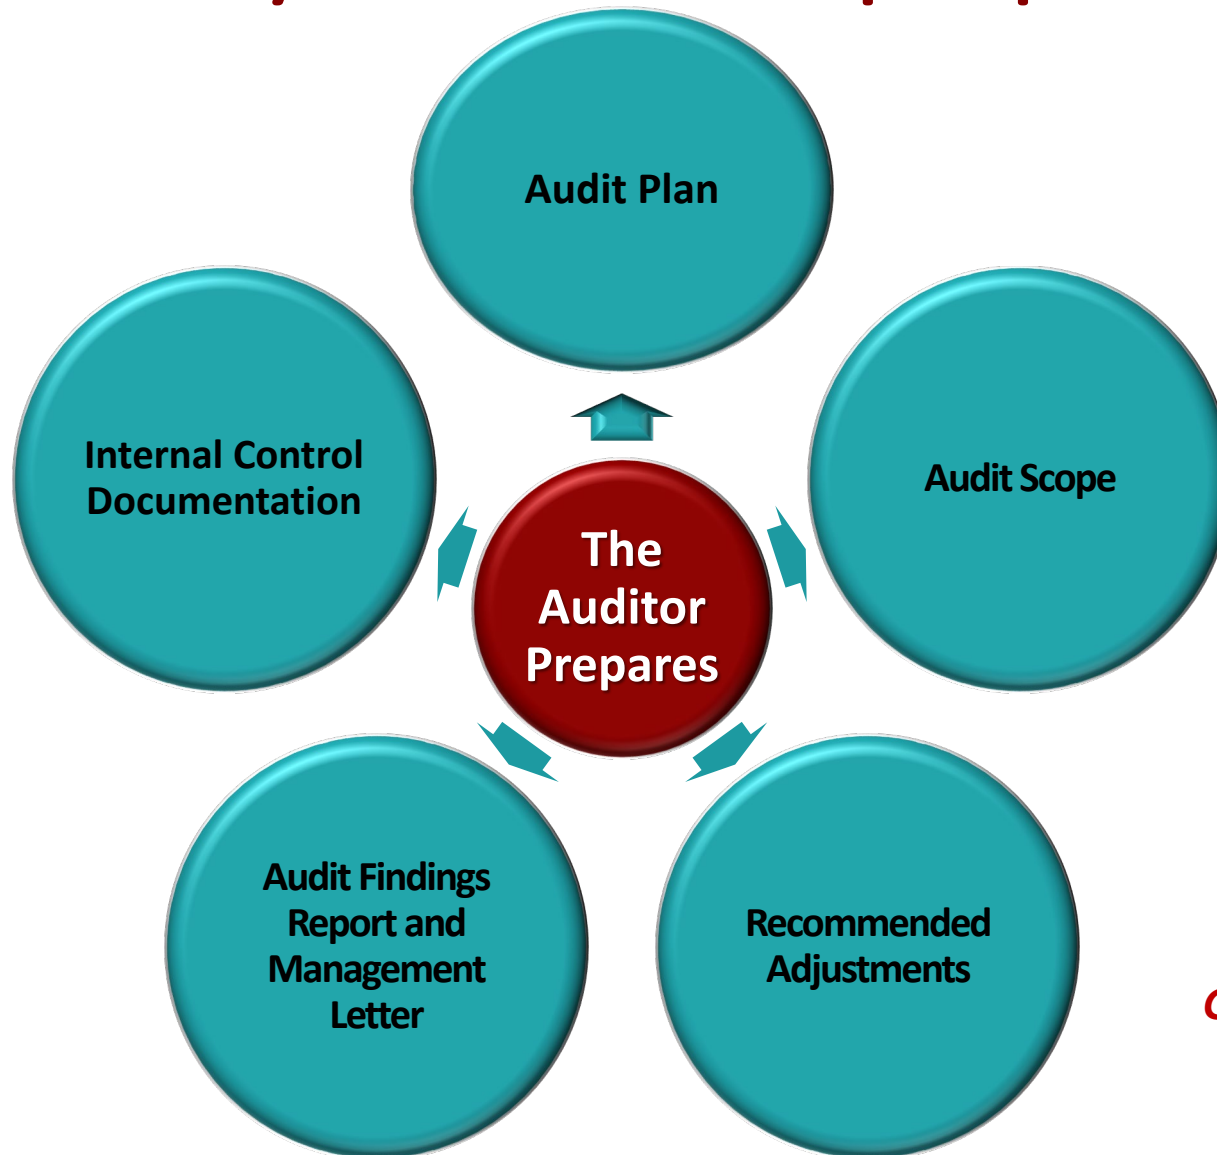 Audit Plan
Internal Control
Documentation
Audit Scope
The
Auditor
Prepares
Audit Findings
Report and
Management
Letter
Recommended
Adjustments